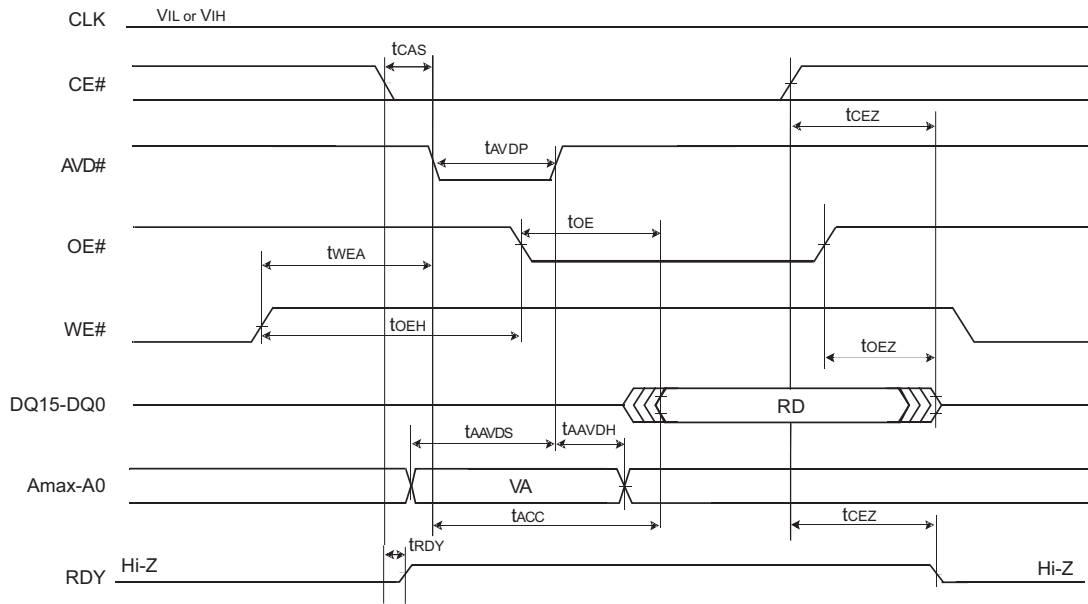 CLK VIL or VIH
tCAS
CE#
tCEZ
tAVDP
AVD#
tOE
OE#
tWEA
tOEH
WE#
tOEZ
DQ15-DQ0 RD
tAAVDS tAAVDH
Amax-A0 VA
tACC tCEZ
tRDY
RDY Hi-Z Hi-Z